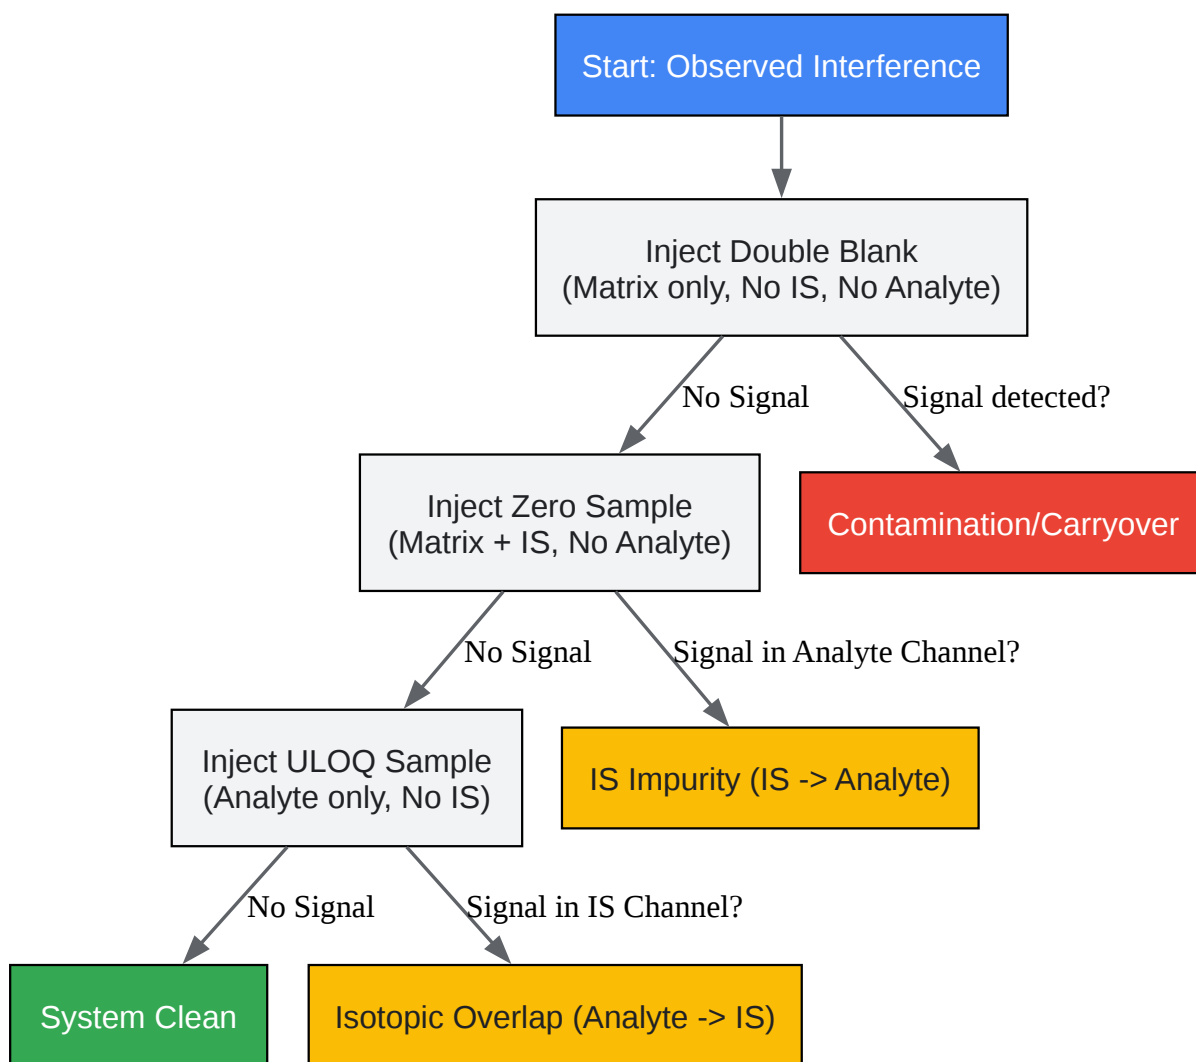 Start: Observed Interference
Inject Double Blank
(Matrix only, No IS, No Analyte)
No Signal
Signal detected?
Inject Zero Sample
(Matrix + IS, No Analyte)
Contamination/Carryover
No Signal
Signal in Analyte Channel?
Inject ULOQ Sample
(Analyte only, No IS)
IS Impurity (IS -> Analyte)
No Signal
Signal in IS Channel?
System Clean
Isotopic Overlap (Analyte -> IS)